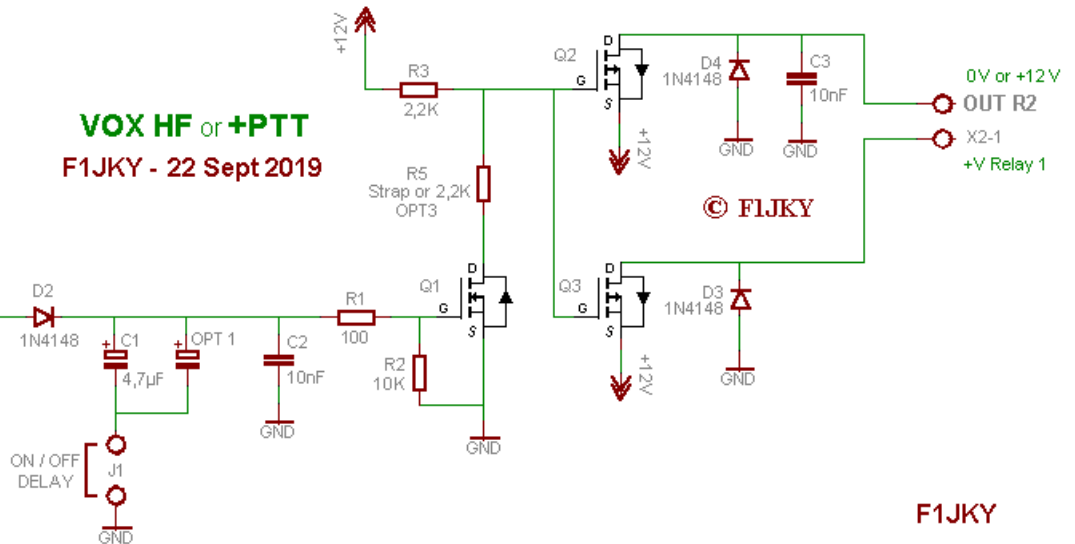 +12V
R3
2,2K
Q2
D
G
S
+12V
D4
1N4148
GND
C3
10nF
GND
0V or +12V
OUT R2
X2-1
+V Relay 1
VOX HF or +PTT
F1JKY - 22 Sept 2019
R5
Strap or 2,2K
OPT3
© F1JKY
D2
1N4148
+
C1
4,7µF
+
OPT 1
C2
10nF
GND
R1
100
R2
10K
Q1
D
G
S
GND
Q3
D
G
S
+12V
D3
1N4148
GND
ON / OFF
DELAY
J1
GND
F1JKY